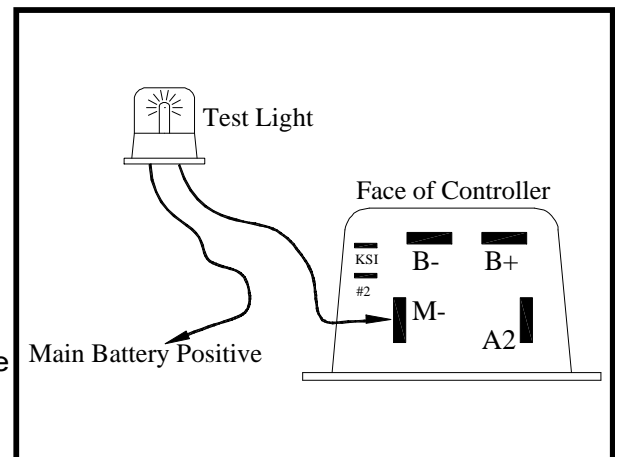 Test Light
Face of Controller
KSI
B-
B+
#2
M-
A2
Main Battery Positive
e